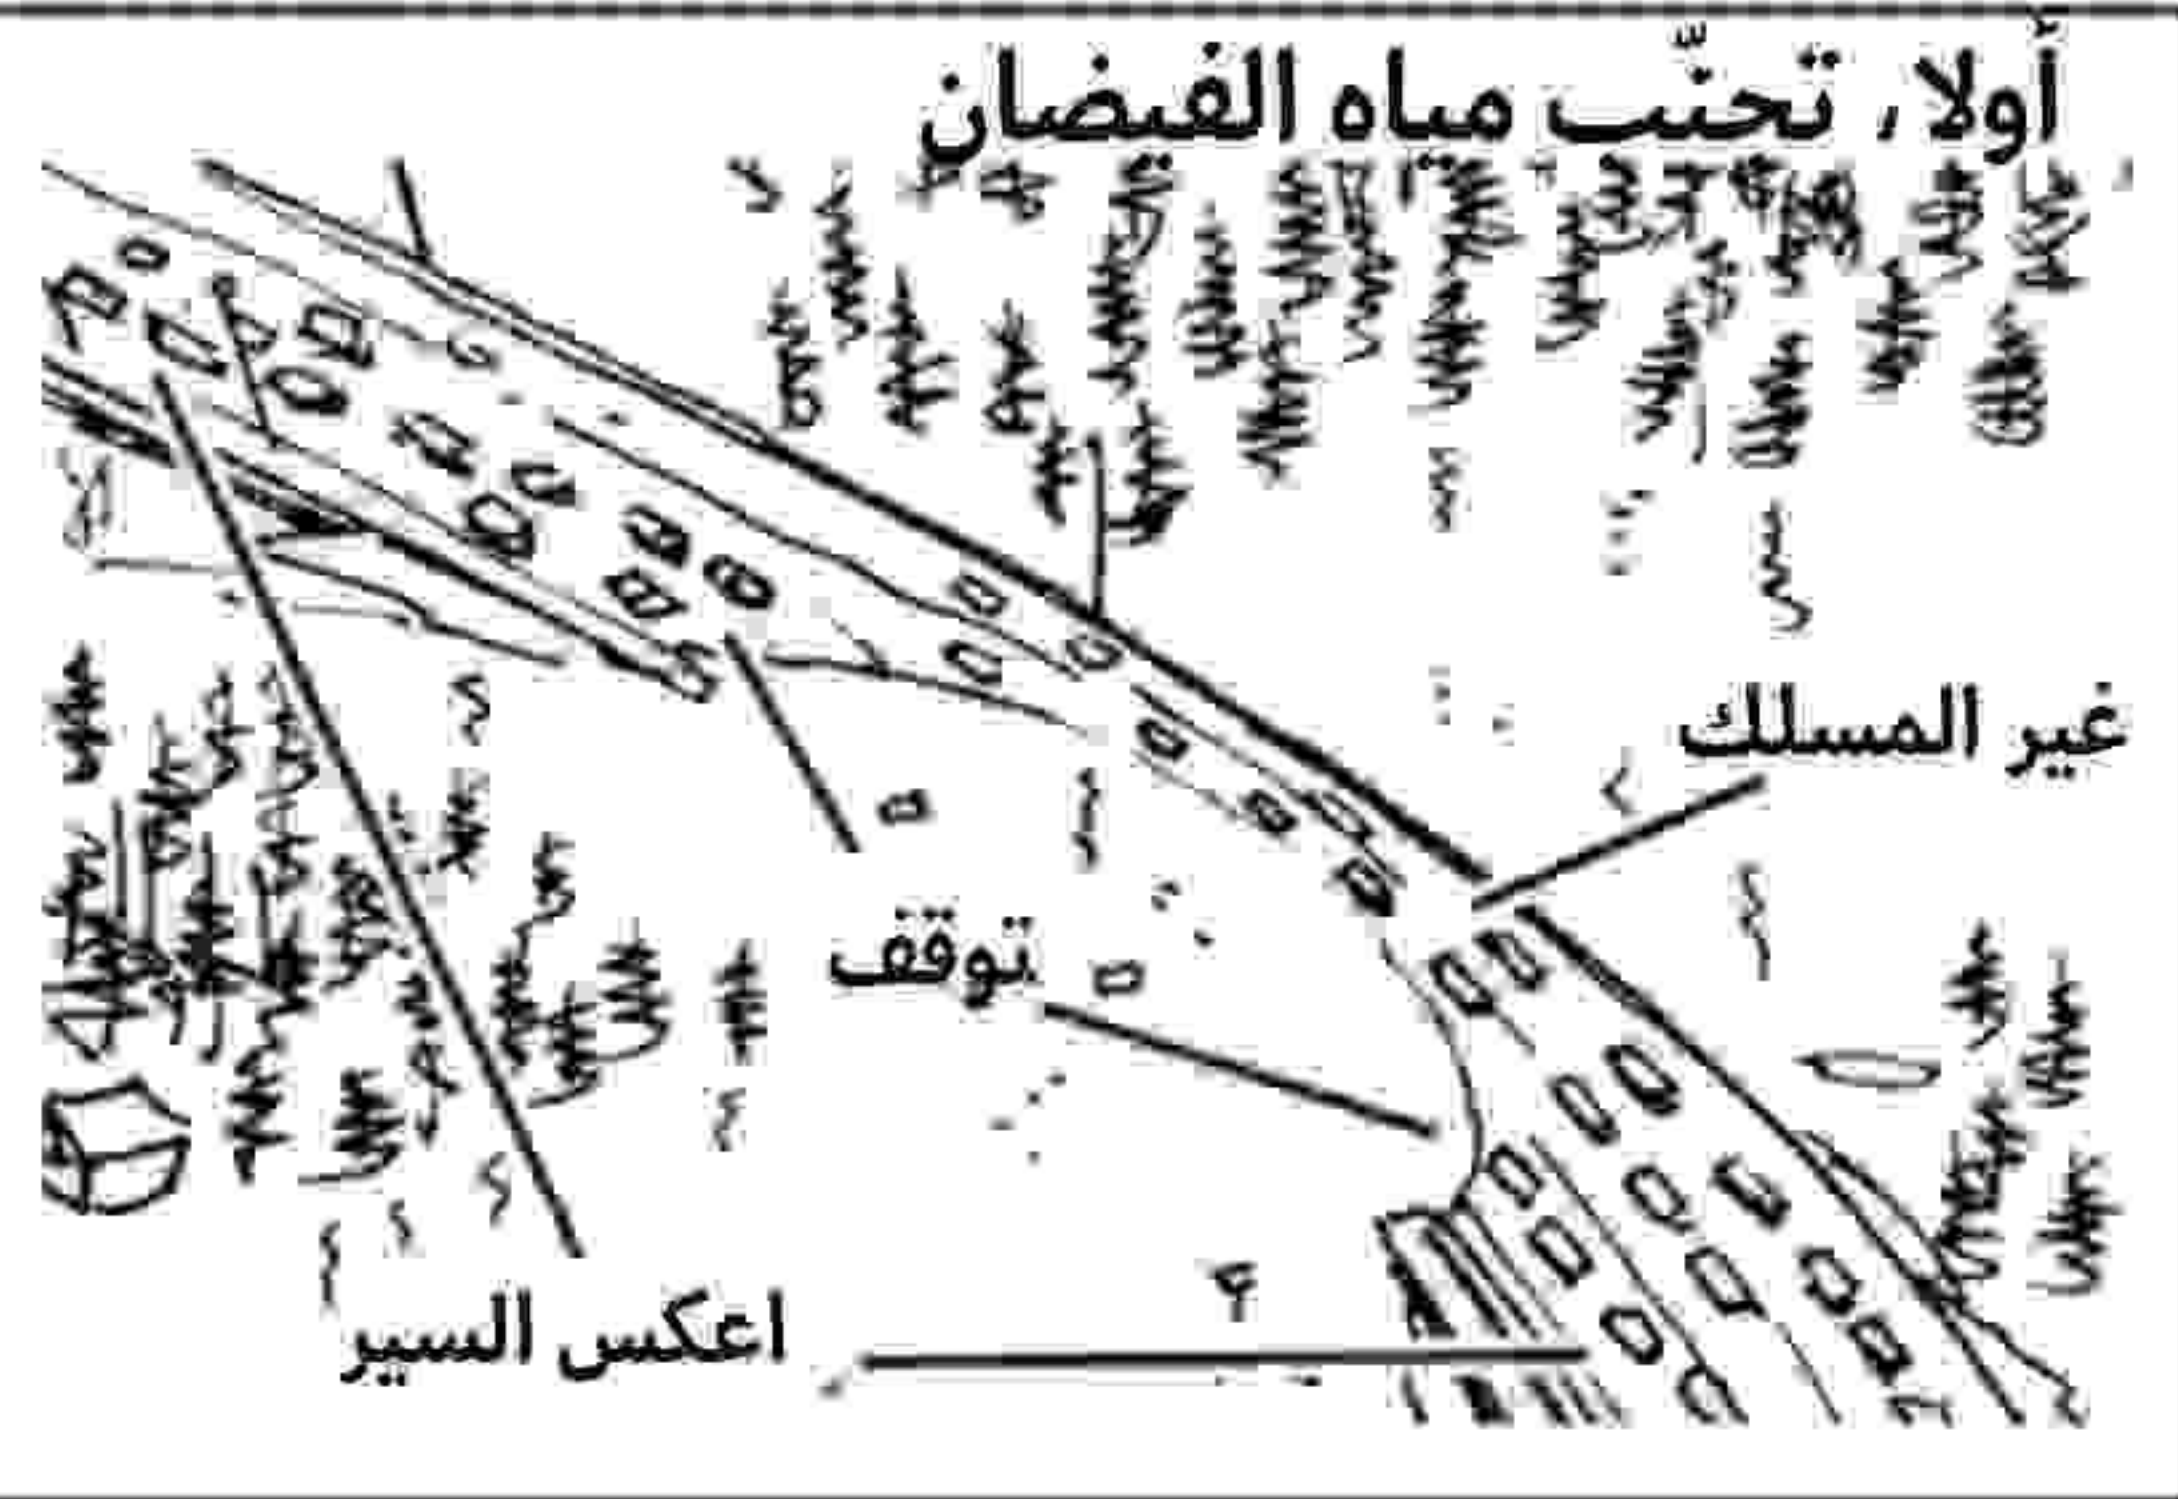 أولا، تجنّب مياه الفيضان
غير المسلك
توقف
اعكس السير